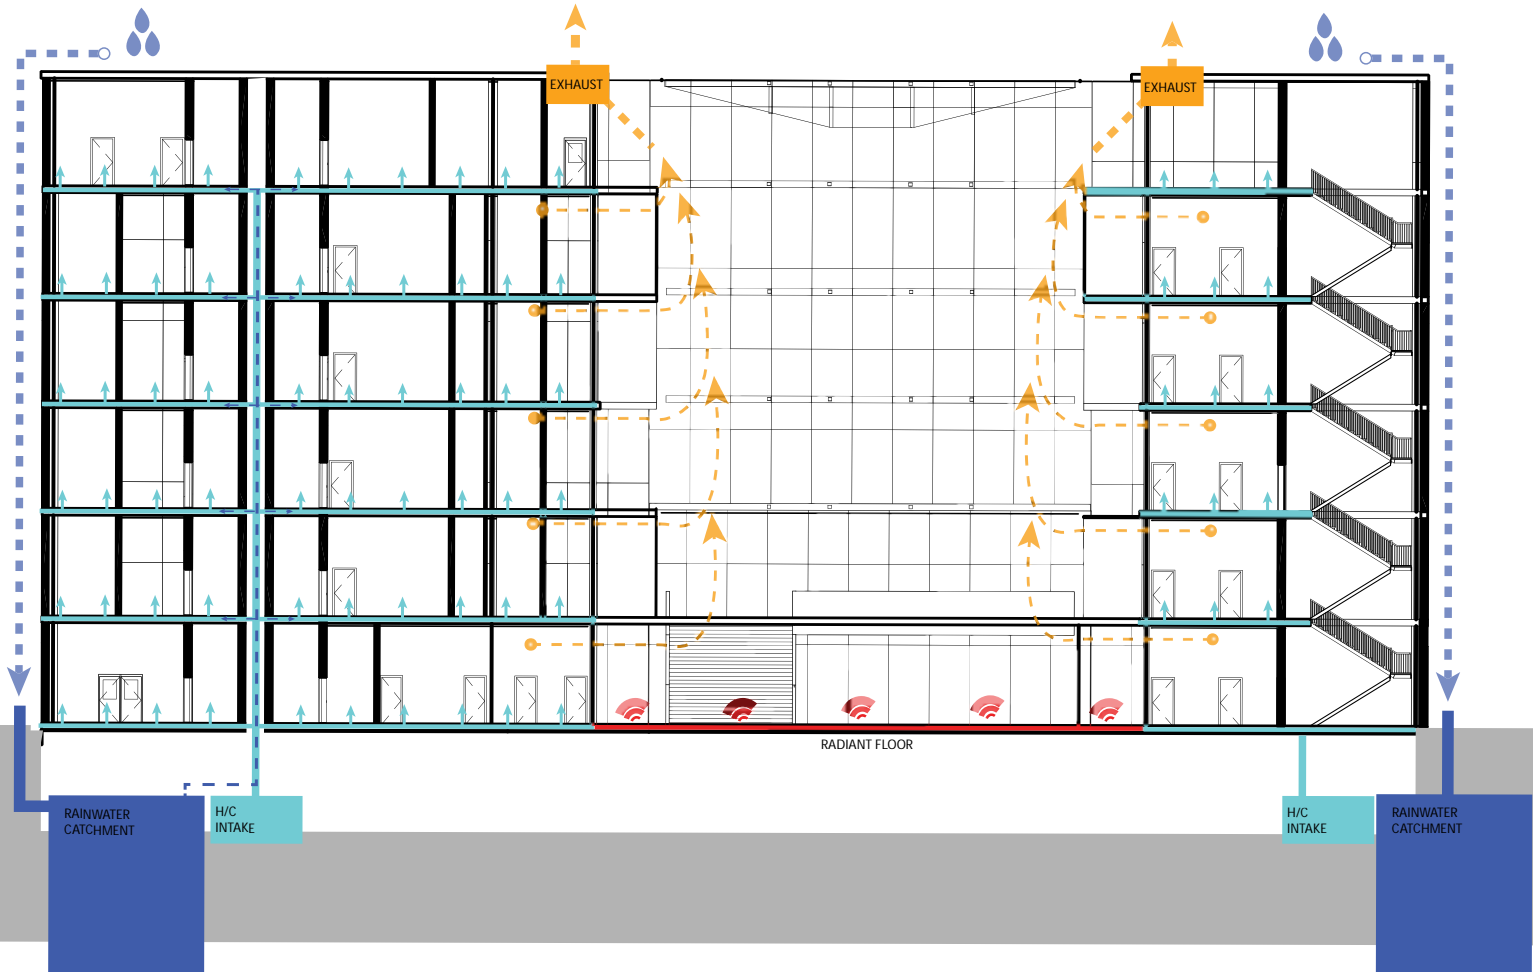 EXHAUST
EXHAUST
RADIANT FLOOR
RAINWATER
CATCHMENT
H/C
INTAKE
H/C
INTAKE
RAINWATER
CATCHMENT